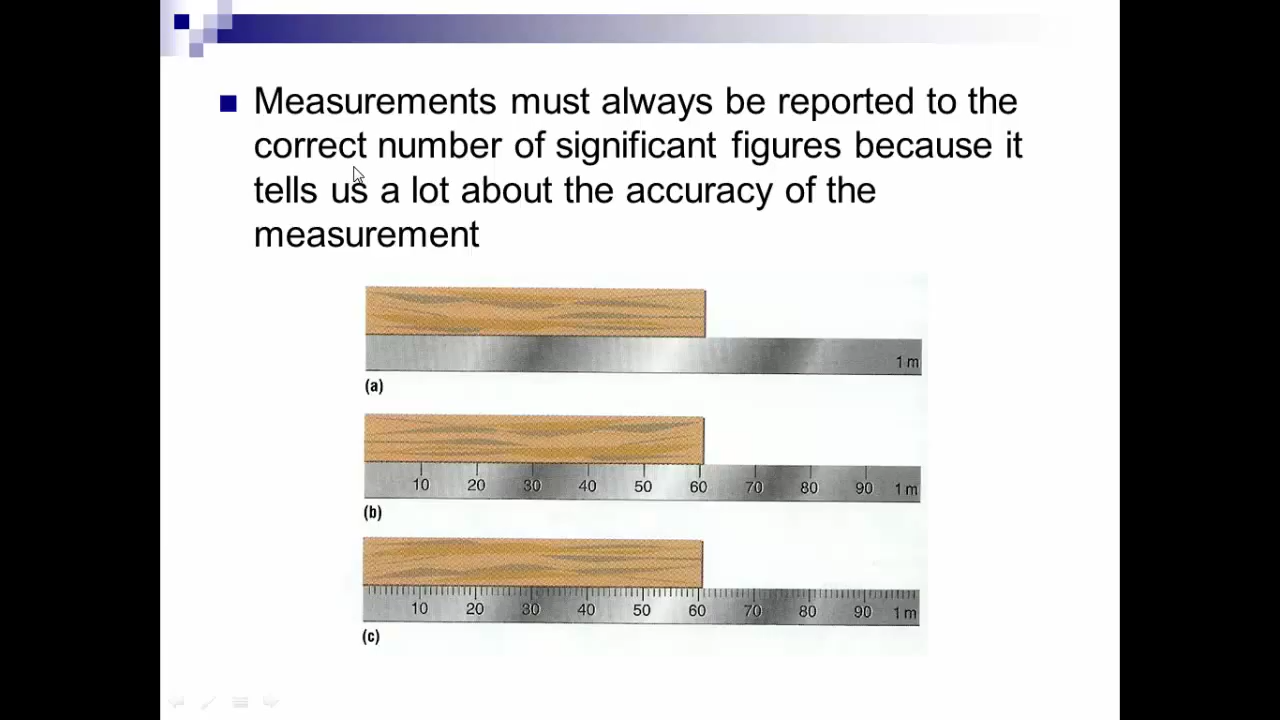 Measurements must always be reported to the
correct number of significant figures because it
tells us a lot about the accuracy of the
measurement
1 m
(a)
10 20 30 40 50 60 70 80 90 1 m
(b)
10 20 30 40 50 60 70 80 90 1 m
(c)